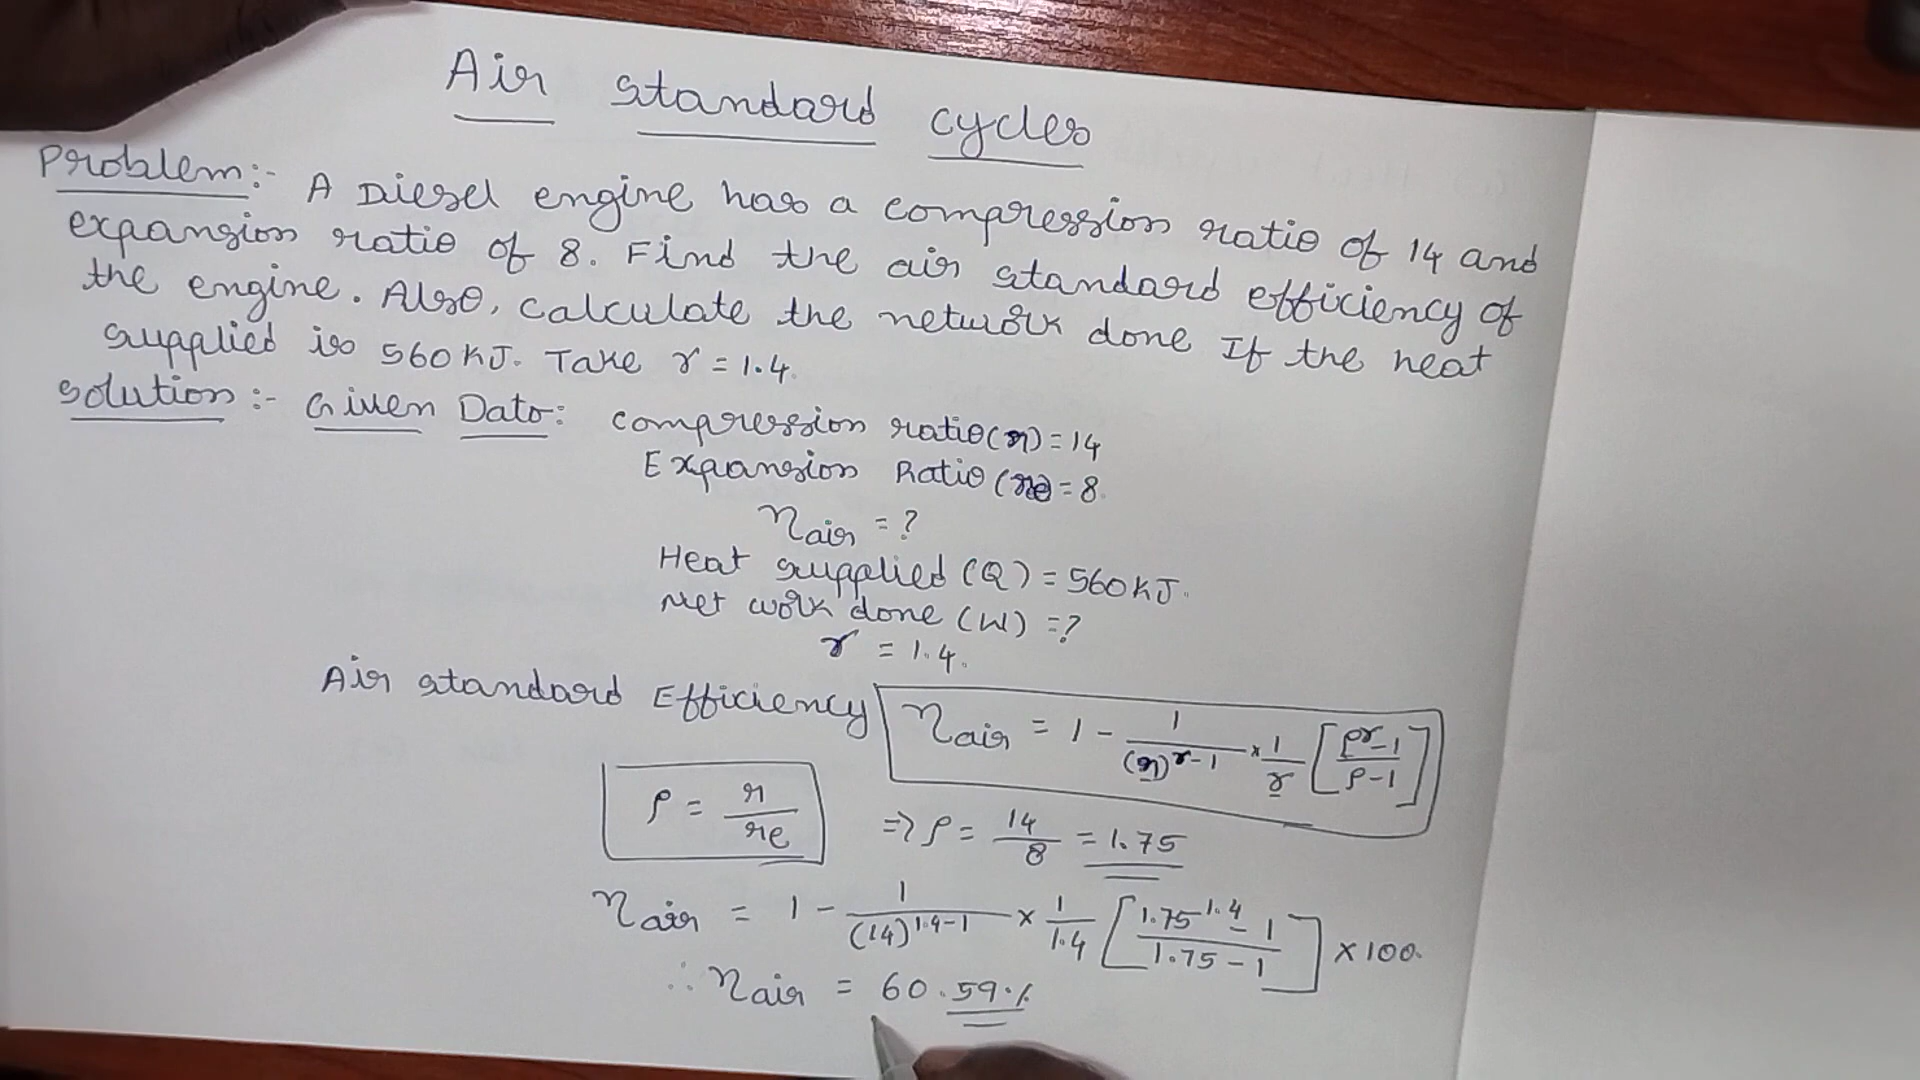 Air standard cycles
Problem:- A Diesel engine has a compression ratio of 14 and
expansion ratio of 8. Find the air standard efficiency of
the engine. Also, calculate the network done If the heat
supplied is 560 KJ. Take γ = 1.4.
Solution:- Given Data: compression ratio (r) = 14
Expansion Ratio (re) = 8.
ηair = ?
Heat supplied (Q) = 560 KJ.
Net work done (W) = ?
γ = 1.4.
Air standard Efficiency ηair = 1 - 1/(r)^γ-1 × 1/γ [ρ^γ-1/ρ-1]
ρ = r/re ⇒ ρ = 14/8 = 1.75
ηair = 1 - 1/(14)^1.4-1 × 1/1.4 [1.75^1.4 - 1/1.75 - 1] × 100.
∴ ηair = 60.59%